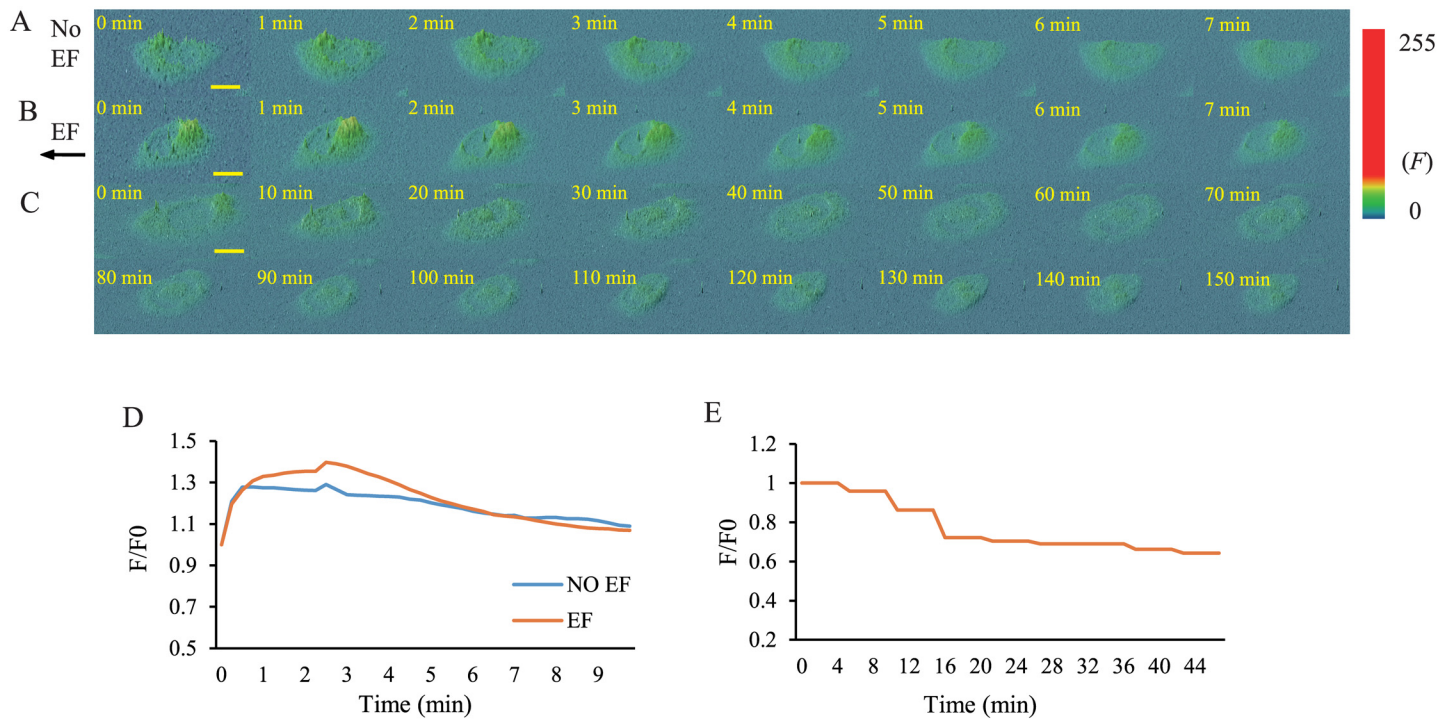 A
No
EF
0 min 1 min 2 min 3 min 4 min 5 min 6 min 7 min
B
EF
0 min 1 min 2 min 3 min 4 min 5 min 6 min 7 min
C
0 min 10 min 20 min 30 min 40 min 50 min 60 min 70 min
80 min 90 min 100 min 110 min 120 min 130 min 140 min 150 min
255
(F)
0
D
1.5
1.3
1.1
0.9
0.7
0.5
F/F0
NO EF
EF
0 1 2 3 4 5 6 7 8 9
Time (min)
E
1.2
1
0.8
0.6
0.4
0.2
F/F0
0 4 8 12 16 20 24 28 32 36 40 44
Time (min)